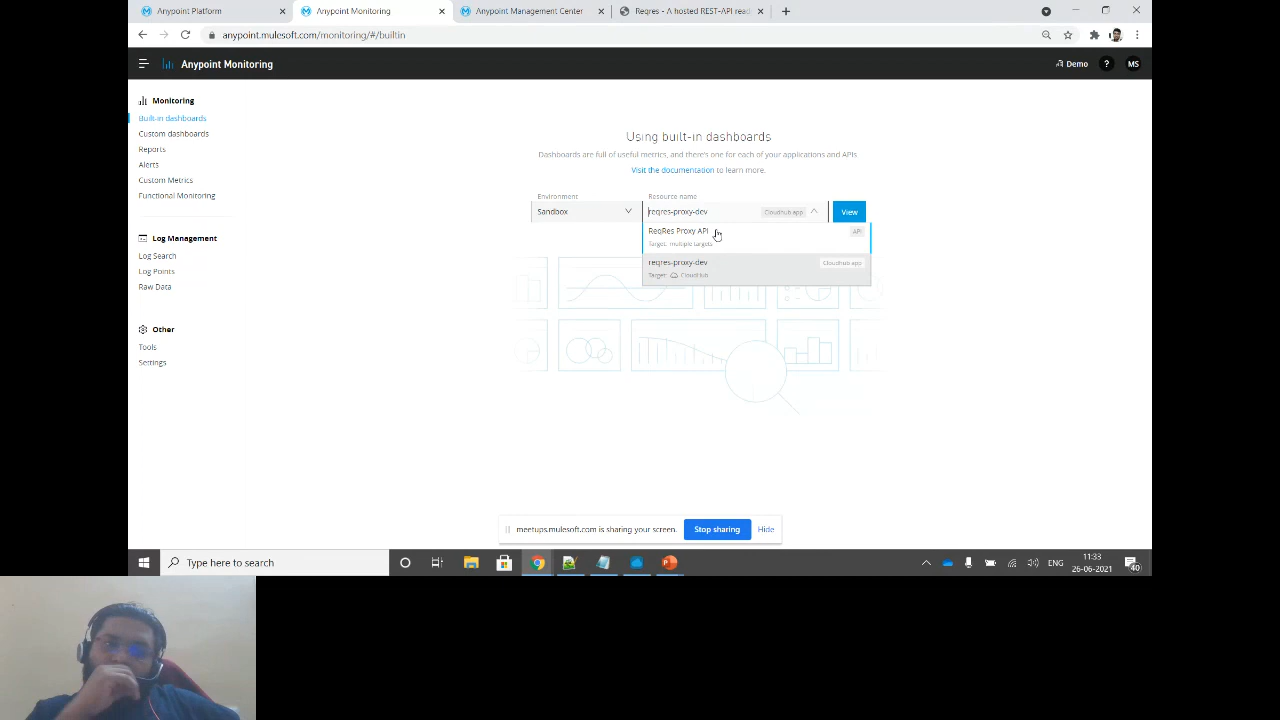 Anypoint Platform
Anypoint Monitoring
Anypoint Management Center
Reqres - A hosted REST-API read
anypoint.mulesoft.com/monitoring/#/builtin
Anypoint Monitoring
Demo
?
MS
Monitoring
Built-in dashboards
Custom dashboards
Reports
Alerts
Custom Metrics
Functional Monitoring
Log Management
Log Search
Log Points
Raw Data
Other
Tools
Settings
Using built-in dashboards
Dashboards are full of useful metrics, and there's one for each of your applications and APIs
Visit the documentation to learn more.
Environment
Resource name
Sandbox
reqres-proxy-dev
Cloudhub app
View
ReqRes Proxy API
API
Target: multiple targets
reqres-proxy-dev
Cloudhub app
Target: CloudHub
meetups.mulesoft.com is sharing your screen.
Stop sharing
Hide
Type here to search
ENG
11:33
26-06-2021
40